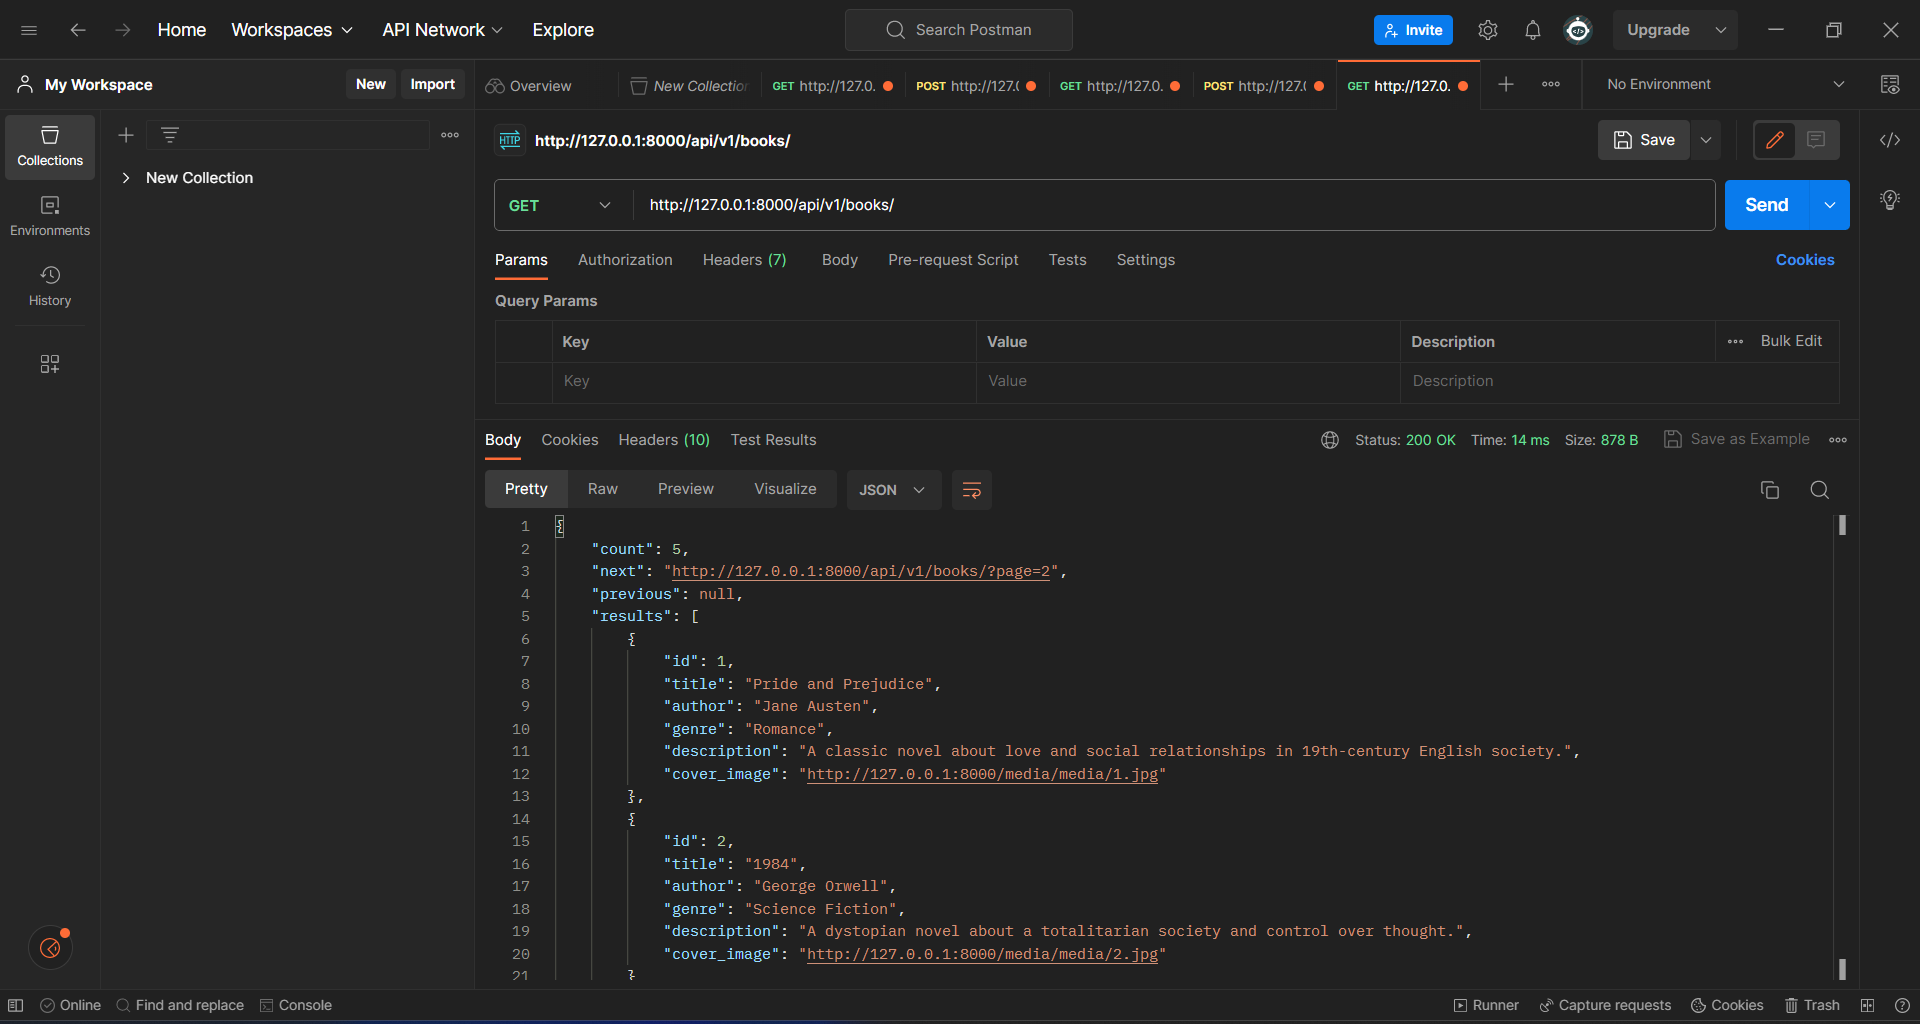 Home Workspaces API Network Explore Search Postman Invite Upgrade
My Workspace New Import Overview New Collection GET http://127.0. POST http://127.( GET http://127.0. POST http://127.( GET http://127.0. No Environment
Collections
Environments
History
New Collection
HTTP http://127.0.0.1:8000/api/v1/books/ Save
GET http://127.0.0.1:8000/api/v1/books/ Send
Params Authorization Headers (7) Body Pre-request Script Tests Settings Cookies
Query Params
Key Value Description Bulk Edit
Key Value Description
Body Cookies Headers (10) Test Results Status: 200 OK Time: 14 ms Size: 878 B Save as Example
Pretty Raw Preview Visualize JSON
1 {
2 "count": 5,
3 "next": "http://127.0.0.1:8000/api/v1/books/?page=2",
4 "previous": null,
5 "results": [
6 {
7 "id": 1,
8 "title": "Pride and Prejudice",
9 "author": "Jane Austen",
10 "genre": "Romance",
11 "description": "A classic novel about love and social relationships in 19th-century English society.",
12 "cover_image": "http://127.0.0.1:8000/media/media/1.jpg"
13 },
14 {
15 "id": 2,
16 "title": "1984",
17 "author": "George Orwell",
18 "genre": "Science Fiction",
19 "description": "A dystopian novel about a totalitarian society and control over thought.",
20 "cover_image": "http://127.0.0.1:8000/media/media/2.jpg"
21 }
Online Find and replace Console Runner Capture requests Cookies Trash